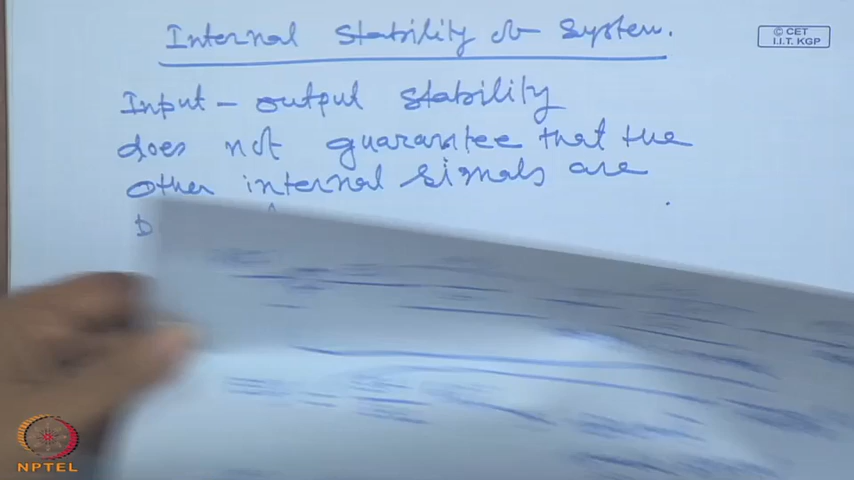 Internal Stability of System.
© CET
I.I.T. KGP
Input - output stability
does not guarantee that the
other internal signals are
NPTEL